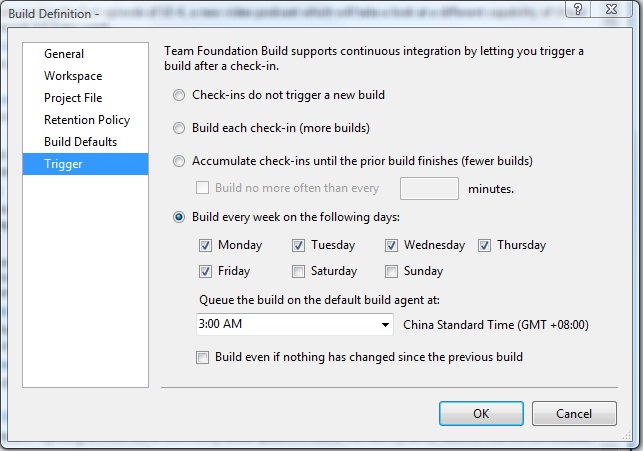 Build Definition -
General
Workspace
Project File
Retention Policy
Build Defaults
Trigger
Team Foundation Build supports continuous integration by letting you trigger a
build after a check-in.
Check-ins do not trigger a new build
Build each check-in (more builds)
Accumulate check-ins until the prior build finishes (fewer builds)
Build no more often than every minutes.
Build every week on the following days:
Monday Tuesday Wednesday Thursday
Friday Saturday Sunday
Queue the build on the default build agent at:
3:00 AM China Standard Time (GMT +08:00)
Build even if nothing has changed since the previous build
OK Cancel